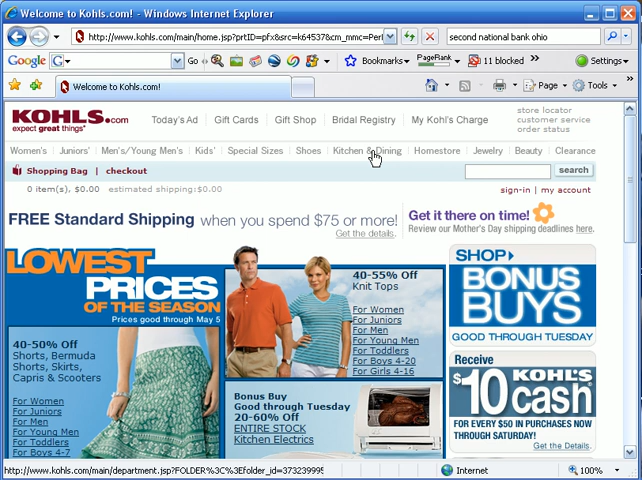 Welcome to Kohls.com! - Windows Internet Explorer
http://www.kohls.com/main/home.jsp?prtID=pfx&src=k64537&cm_mmc=Perf
second national bank ohio
Google
Bookmarks
PageRank
11 blocked
Settings
Welcome to Kohls.com!
Page
Tools
KOHLS.com
expect great things*
Today's Ad
Gift Cards
Gift Shop
Bridal Registry
My Kohl's Charge
store locator
customer service
order status
Women's | Juniors' | Men's/Young Men's | Kids' | Special Sizes | Shoes | Kitchen & Dining | Homestore | Jewelry | Beauty | Clearance
Shopping Bag | checkout
search
0 item(s), $0.00 estimated shipping:$0.00
sign-in | my account
FREE Standard Shipping when you spend $75 or more!
Get the details.
Get it there on time!
Review our Mother's Day shipping deadlines here.
LOWEST
PRICES
OF THE SEASON
Prices good through May 5
40-50% Off
Shorts, Bermuda
Shorts, Skirts,
Capris & Scooters
For Women
For Juniors
For Men
For Young Men
For Toddlers
For Boys 4-7
40-55% Off
Knit Tops
For Women
For Juniors
For Men
For Young Men
For Toddlers
For Boys 4-20
For Girls 4-16
Bonus Buy
Good through Tuesday
20-60% Off
ENTIRE STOCK
Kitchen Electrics
SHOP
BONUS
BUYS
GOOD THROUGH TUESDAY
Receive
$10 KOHL'S
cash
FOR EVERY $50 IN PURCHASES NOW
THROUGH SATURDAY!
Get the Details.
http://www.kohls.com/main/department.jsp?FOLDER%3C%3Efolder_id=3732399995
Internet
100%